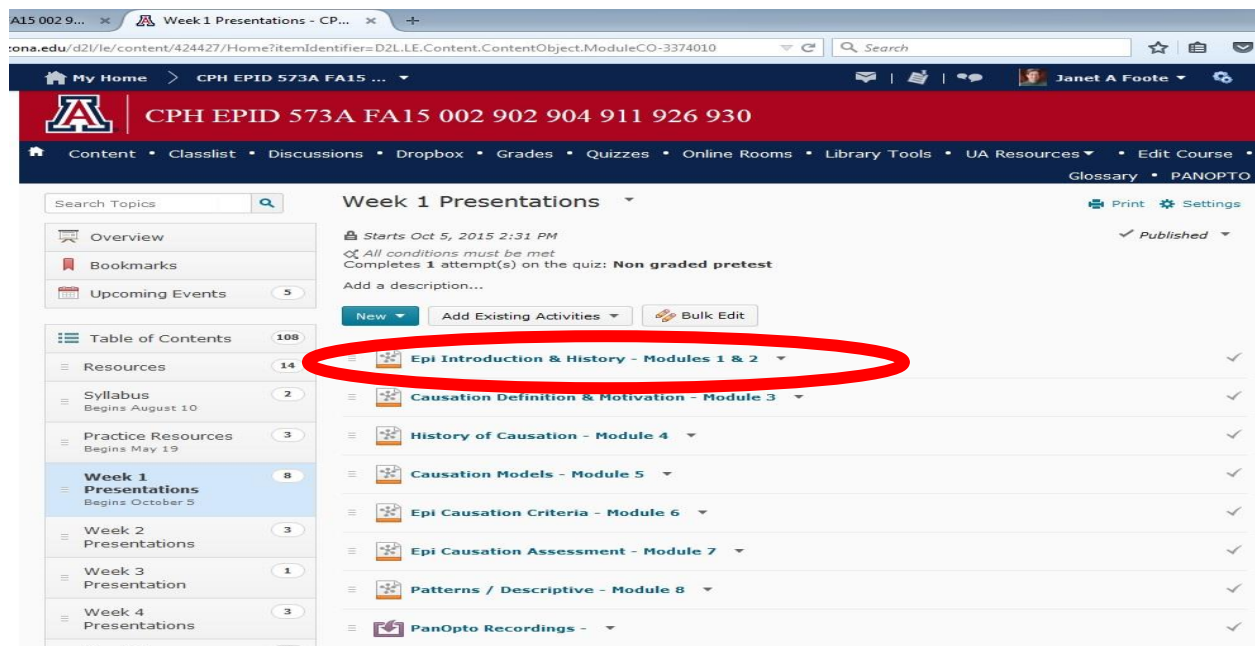 A15 002 9... × Week 1 Presentations - CP... × +
zona.edu/d2l/le/content/424427/Home?itemIdentifier=D2L.LE.Content.ContentObject.ModuleCO-3374010 Search
My Home > CPH EPID 573A FA15 ... Janet A Foote
A CPH EPID 573A FA15 002 902 904 911 926 930
Content • Classlist • Discussions • Dropbox • Grades • Quizzes • Online Rooms • Library Tools • UA Resources • Edit Course •
Glossary • PANOPTO
Search Topics
Overview
Bookmarks
Upcoming Events 5
Table of Contents 108
Resources 14
Syllabus 2
Begins August 10
Practice Resources 3
Begins May 19
Week 1 8
Presentations
Begins October 5
Week 2 3
Presentations
Week 3 1
Presentation
Week 4 3
Presentations
Week 1 Presentations
Print Settings
Starts Oct 5, 2015 2:31 PM
Published
All conditions must be met
Completes 1 attempt(s) on the quiz: Non graded pretest
Add a description...
New Add Existing Activities Bulk Edit
Epi Introduction & History - Modules 1 & 2
Causation Definition & Motivation - Module 3
History of Causation - Module 4
Causation Models - Module 5
Epi Causation Criteria - Module 6
Epi Causation Assessment - Module 7
Patterns / Descriptive - Module 8
PanOpto Recordings -